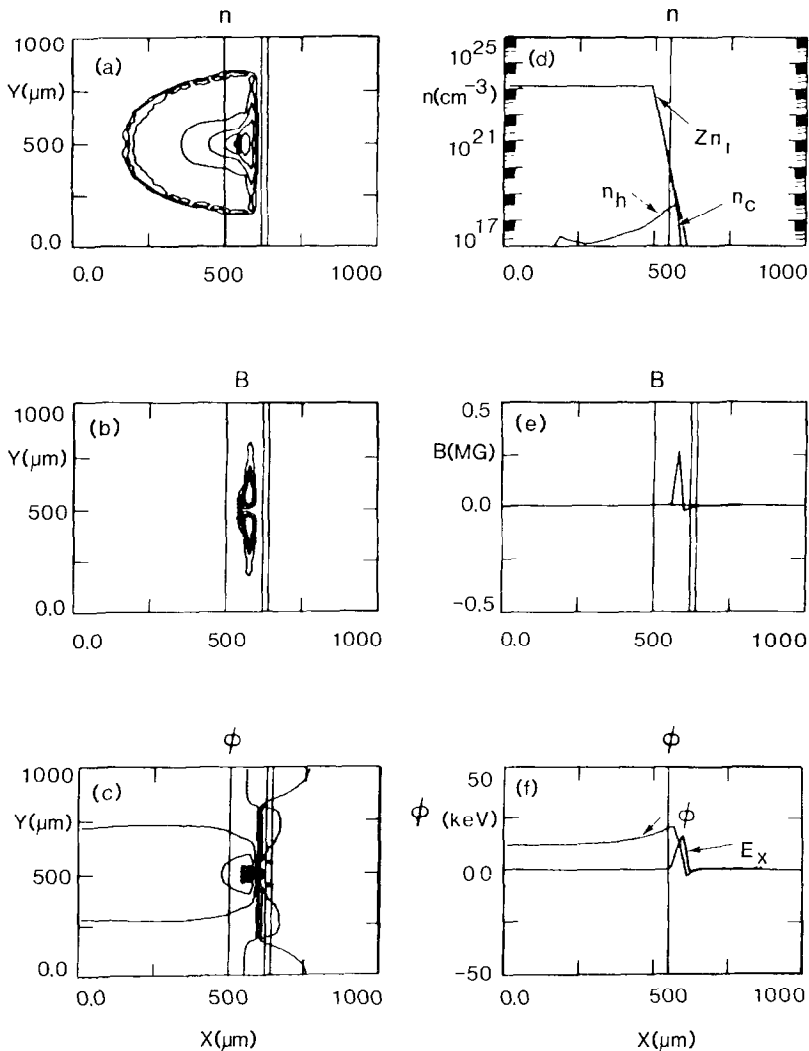 n
(a)
1000
Y(μm)
500
0.0
0.0
500
1000
n
(d)
10^25
n(cm^-3)
10^21
10^17
Zn_I
n_h
n_c
0.0
500
1000
B
(b)
1000
Y(μm)
500
0.0
0.0
500
1000
B
(e)
0.5
B(MG)
0.0
-0.5
0.0
500
1000
ϕ
(c)
1000
Y(μm)
500
0.0
0.0
500
1000
X(μm)
ϕ
(f)
50
ϕ (keV)
0.0
-50
ϕ
E_x
0.0
500
1000
X(μm)